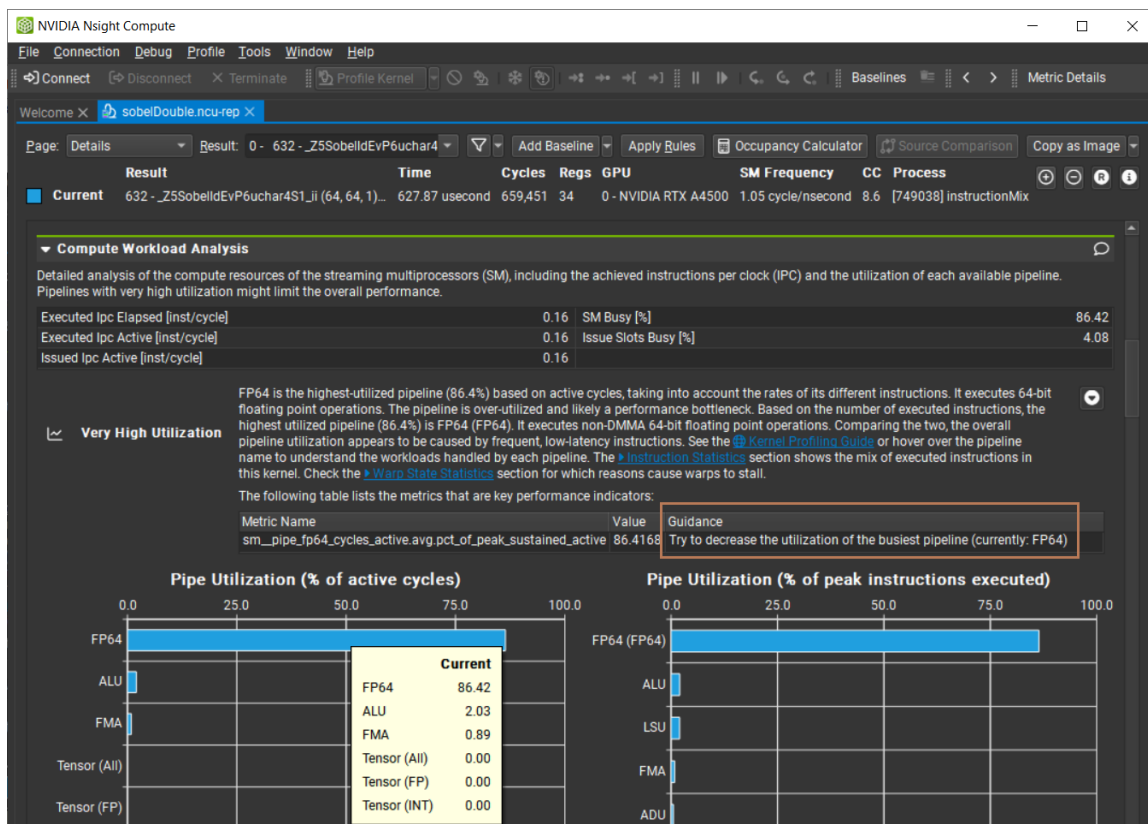 NVIDIA Nsight Compute
File Connection Debug Profile Tools Window Help
Connect Disconnect Terminate Profile Kernel Baselines Metric Details
Welcome sobelDouble.ncu-rep
Page: Details Result: 0 - 632 - _Z5SobelIdEvP6uchar4 Add Baseline Apply Rules Occupancy Calculator Source Comparison Copy as Image
Result Time Cycles Regs GPU SM Frequency CC Process
Current 632 - _Z5SobelIdEvP6uchar4S1_ii (64, 64, 1)... 627.87 usecond 659,451 34 0 - NVIDIA RTX A4500 1.05 cycle/nsecond 8.6 [749038] instructionMix
Compute Workload Analysis
Detailed analysis of the compute resources of the streaming multiprocessors (SM), including the achieved instructions per clock (IPC) and the utilization of each available pipeline.
Pipelines with very high utilization might limit the overall performance.
Executed Ipc Elapsed [inst/cycle] 0.16 SM Busy [%] 86.42
Executed Ipc Active [inst/cycle] 0.16 Issue Slots Busy [%] 4.08
Issued Ipc Active [inst/cycle] 0.16
Very High Utilization
FP64 is the highest-utilized pipeline (86.4%) based on active cycles, taking into account the rates of its different instructions. It executes 64-bit
floating point operations. The pipeline is over-utilized and likely a performance bottleneck. Based on the number of executed instructions, the
highest utilized pipeline (86.4%) is FP64 (FP64). It executes non-DMMA 64-bit floating point operations. Comparing the two, the overall
pipeline utilization appears to be caused by frequent, low-latency instructions. See the Kernel Profiling Guide or hover over the pipeline
name to understand the workloads handled by each pipeline. The Instruction Statistics section shows the mix of executed instructions in
this kernel. Check the Warp State Statistics section for which reasons cause warps to stall.
The following table lists the metrics that are key performance indicators:
Metric Name Value Guidance
sm__pipe_fp64_cycles_active.avg.pct_of_peak_sustained_active 86.4168 Try to decrease the utilization of the busiest pipeline (currently: FP64)
Pipe Utilization (% of active cycles)
0.0 25.0 50.0 75.0 100.0
FP64
ALU
FMA
Tensor (All)
Tensor (FP)
Current
FP64 86.42
ALU 2.03
FMA 0.89
Tensor (All) 0.00
Tensor (FP) 0.00
Tensor (INT) 0.00
Pipe Utilization (% of peak instructions executed)
0.0 25.0 50.0 75.0 100.0
FP64 (FP64)
ALU
LSU
FMA
ADU